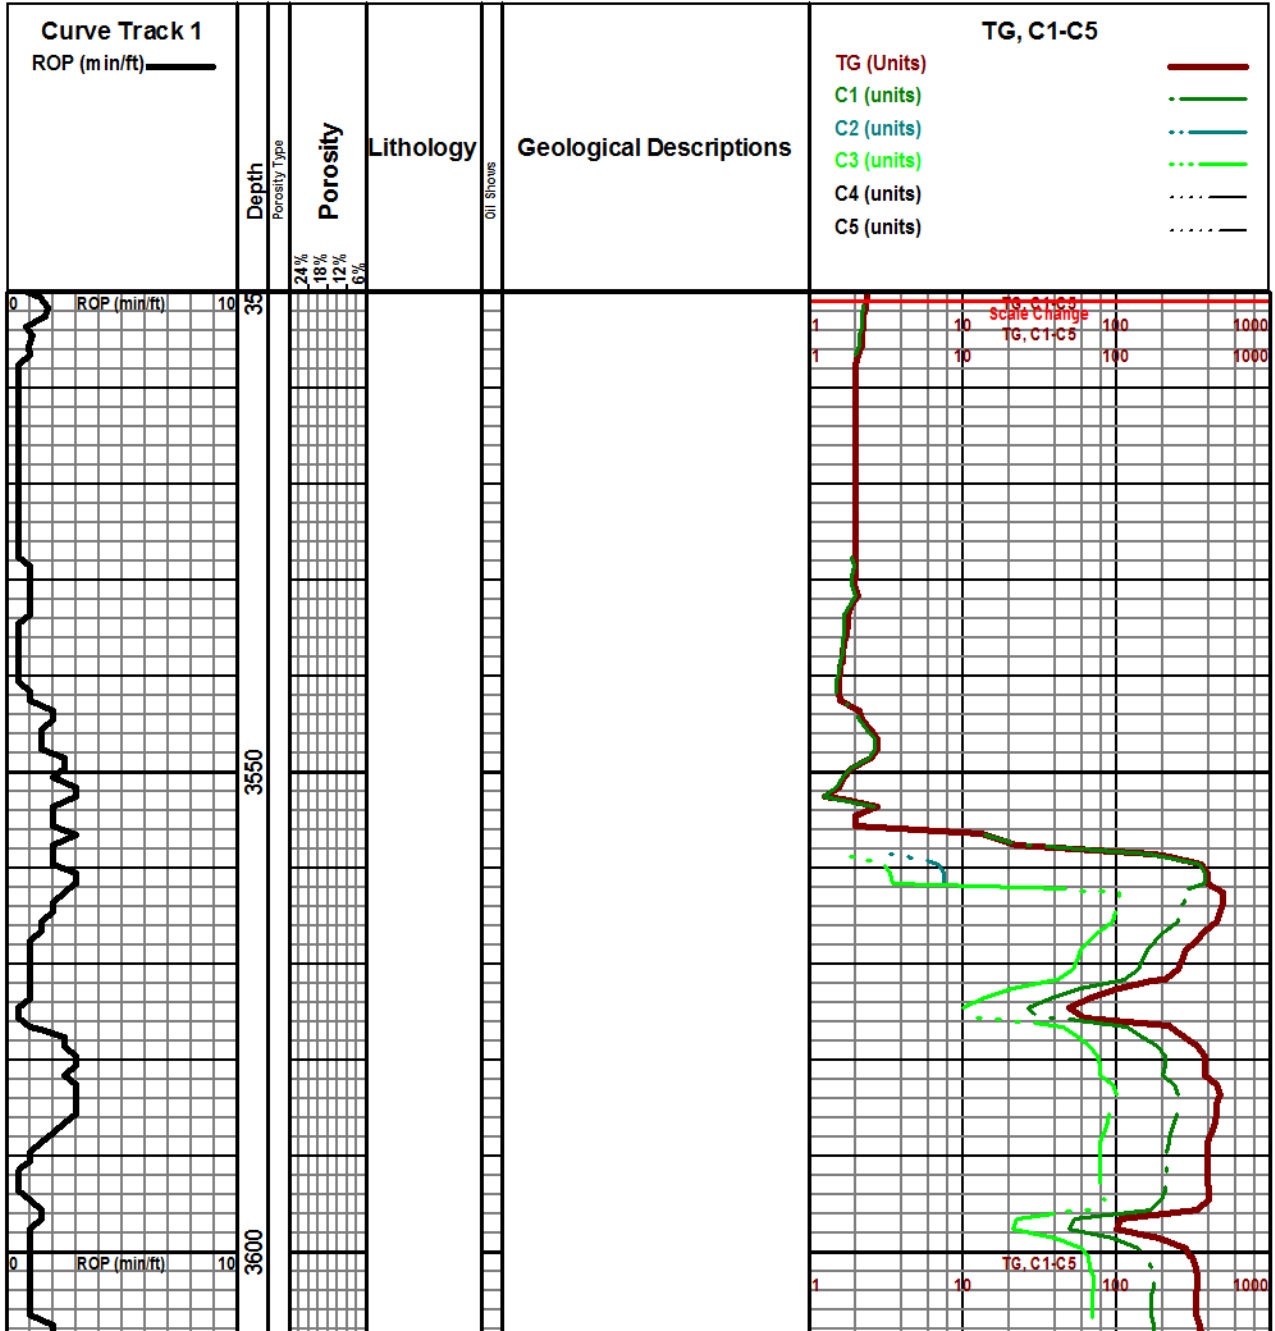 Curve Track 1
ROP (min/ft)
Depth
Porosity Type
Porosity
24%
18%
12%
6%
Lithology
Oil Shows
Geological Descriptions
TG, C1-C5
TG (Units)
C1 (units)
C2 (units)
C3 (units)
C4 (units)
C5 (units)
0 ROP (min/ft) 10
35
TG, C1-C5
Scale Change
1 10 100 1000
TG, C1-C5
1 10 100 1000
3550
0 ROP (min/ft) 10
3600
TG, C1-C5
1 10 100 1000